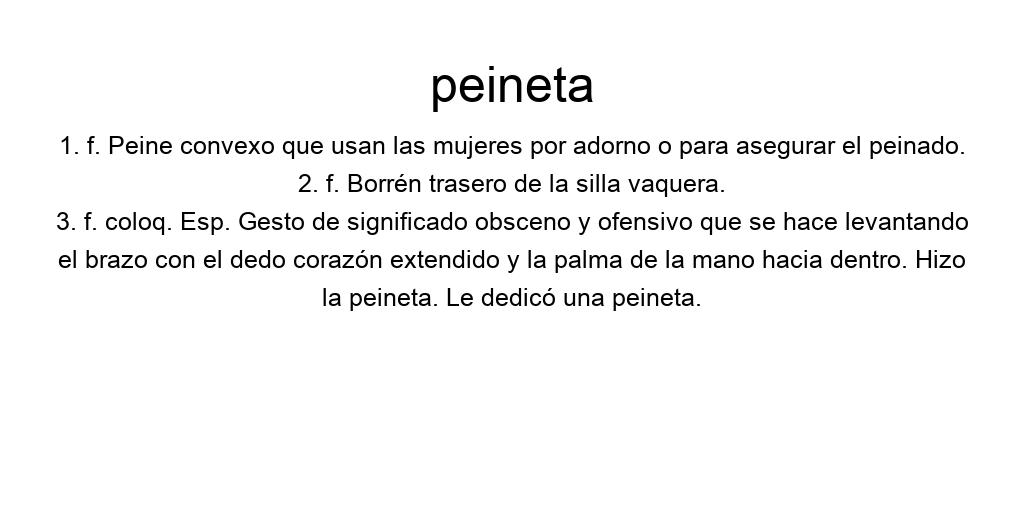 peineta
1. f. Peine convexo que usan las mujeres por adorno o para asegurar el peinado.
2. f. Borrén trasero de la silla vaquera.
3. f. coloq. Esp. Gesto de significado obsceno y ofensivo que se hace levantando
el brazo con el dedo corazón extendido y la palma de la mano hacia dentro. Hizo
la peineta. Le dedicó una peineta.